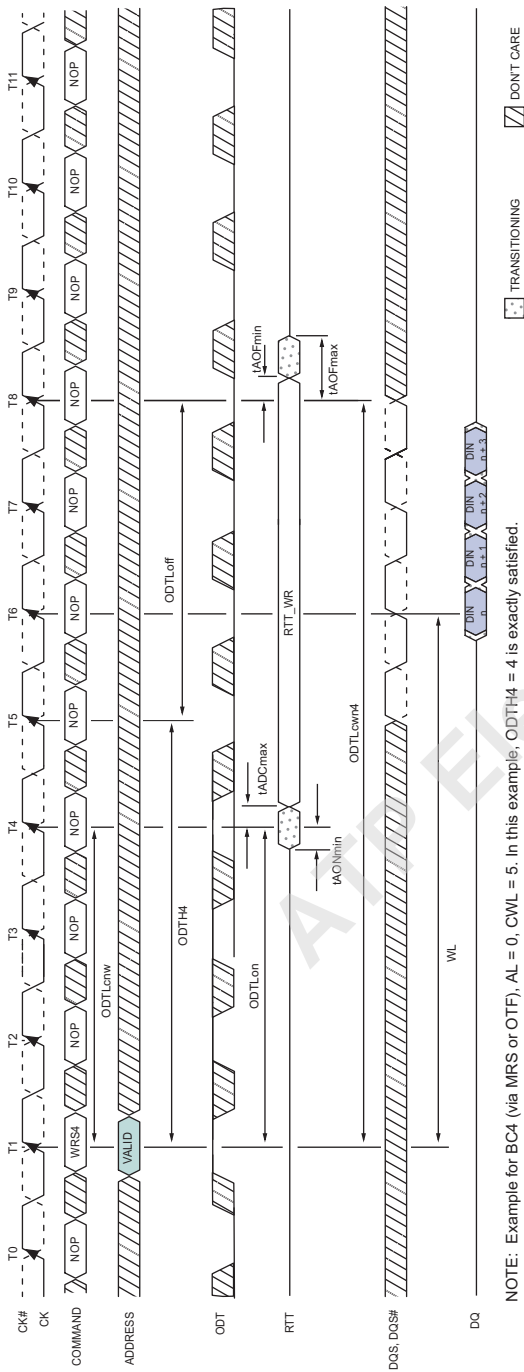 T0 T1 T2 T3 T4 T5 T6 T7 T8 T9 T10 T11
CK#
CK
COMMAND
NOP WRS4 NOP NOP NOP NOP NOP NOP NOP NOP NOP NOP
ODTLcnw
ADDRESS
VALID
ODTH4
ODTLoff
ODT
ODTLon
tADCmax
tAOFmin
RTT
RTT_WR
tAONmin
tAOFmax
ODTLcwn4
DQS, DQS#
WL
DQ
DIN n
DIN n + 1
DIN n + 2
DIN n + 3
TRANSITIONING
DON'T CARE
NOTE: Example for BC4 (via MRS or OTF), AL = 0, CWL = 5. In this example, ODTH4 = 4 is exactly satisfied.
ATP Ele